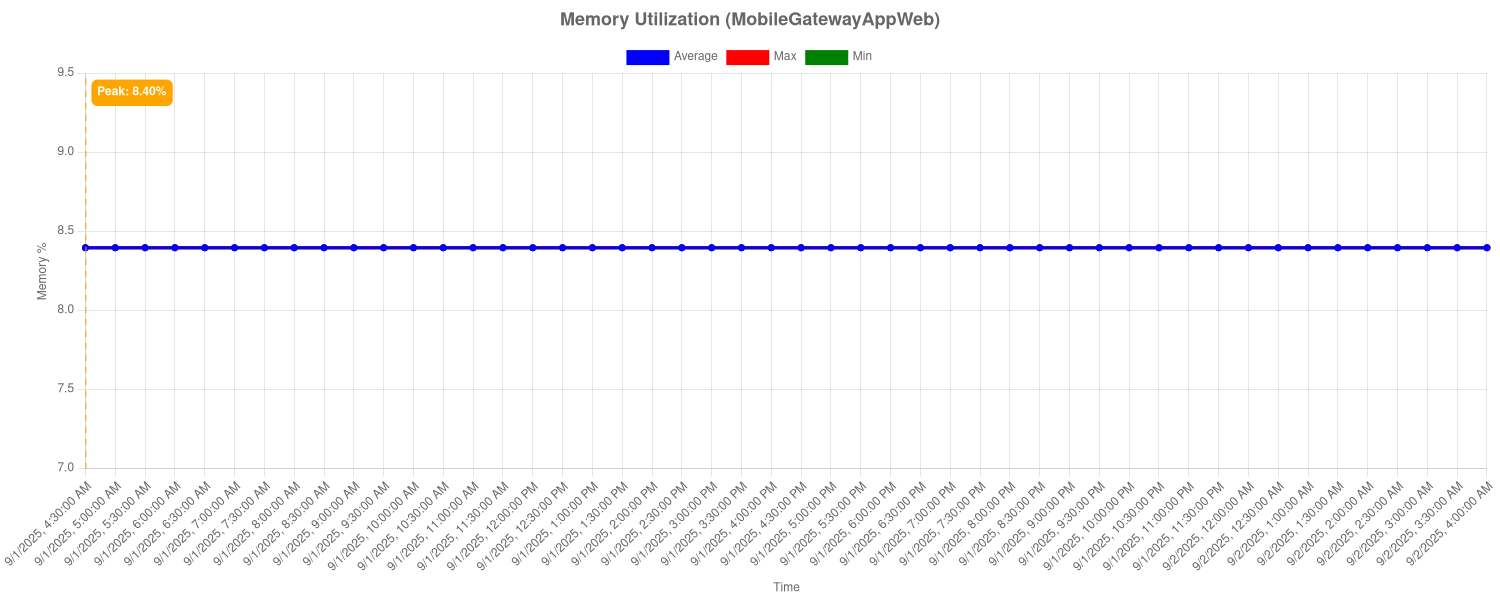 Memory Utilization (MobileGatewayAppWeb)
Average Max Min
9.5
Peak: 8.40%
9.0
8.5
Memory %
8.0
7.5
7.0
9/1/2025, 4:30:00 AM
9/1/2025, 5:00:00 AM
9/1/2025, 5:30:00 AM
9/1/2025, 6:00:00 AM
9/1/2025, 6:30:00 AM
9/1/2025, 7:00:00 AM
9/1/2025, 7:30:00 AM
9/1/2025, 8:00:00 AM
9/1/2025, 8:30:00 AM
9/1/2025, 9:00:00 AM
9/1/2025, 9:30:00 AM
9/1/2025, 10:00:00 AM
9/1/2025, 10:30:00 AM
9/1/2025, 11:00:00 AM
9/1/2025, 11:30:00 AM
9/1/2025, 12:00:00 PM
9/1/2025, 12:30:00 PM
9/1/2025, 1:00:00 PM
9/1/2025, 1:30:00 PM
9/1/2025, 2:00:00 PM
9/1/2025, 2:30:00 PM
9/1/2025, 3:00:00 PM
9/1/2025, 3:30:00 PM
9/1/2025, 4:00:00 PM
9/1/2025, 4:30:00 PM
9/1/2025, 5:00:00 PM
9/1/2025, 5:30:00 PM
9/1/2025, 6:00:00 PM
9/1/2025, 6:30:00 PM
9/1/2025, 7:00:00 PM
9/1/2025, 7:30:00 PM
9/1/2025, 8:00:00 PM
9/1/2025, 8:30:00 PM
9/1/2025, 9:00:00 PM
9/1/2025, 9:30:00 PM
9/1/2025, 10:00:00 PM
9/1/2025, 10:30:00 PM
9/1/2025, 11:00:00 PM
9/1/2025, 11:30:00 PM
9/2/2025, 12:00:00 AM
9/2/2025, 12:30:00 AM
9/2/2025, 1:00:00 AM
9/2/2025, 1:30:00 AM
9/2/2025, 2:00:00 AM
9/2/2025, 2:30:00 AM
9/2/2025, 3:00:00 AM
9/2/2025, 3:30:00 AM
9/2/2025, 4:00:00 AM
Time